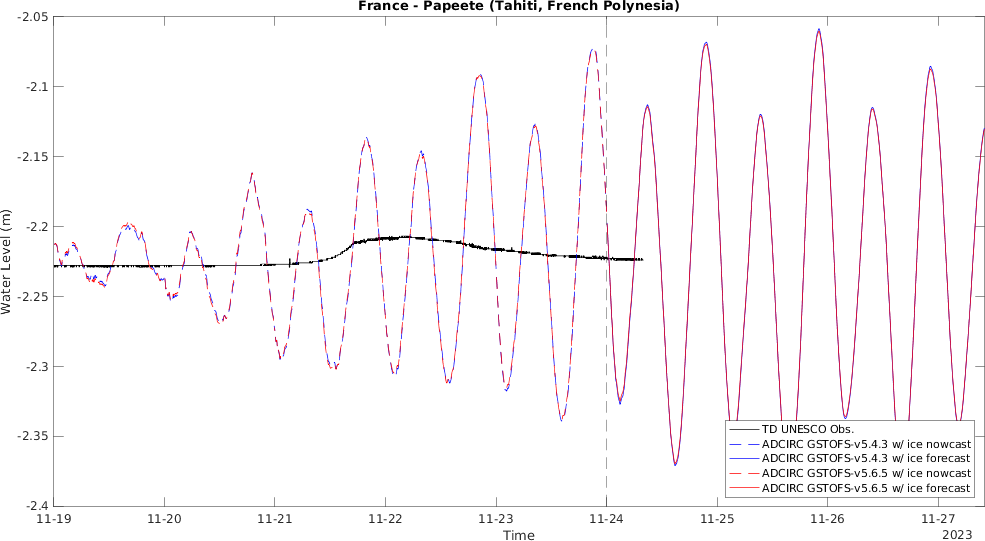 France - Papeete (Tahiti, French Polynesia)
-2.05
-2.1
-2.15
-2.2
-2.25
-2.3
-2.35
-2.4
Water Level (m)
TD UNESCO Obs.
ADCIRC GSTOFS-v5.4.3 w/ ice nowcast
ADCIRC GSTOFS-v5.4.3 w/ ice forecast
ADCIRC GSTOFS-v5.6.5 w/ ice nowcast
ADCIRC GSTOFS-v5.6.5 w/ ice forecast
11-19 11-20 11-21 11-22 11-23 11-24 11-25 11-26 11-27
Time
2023